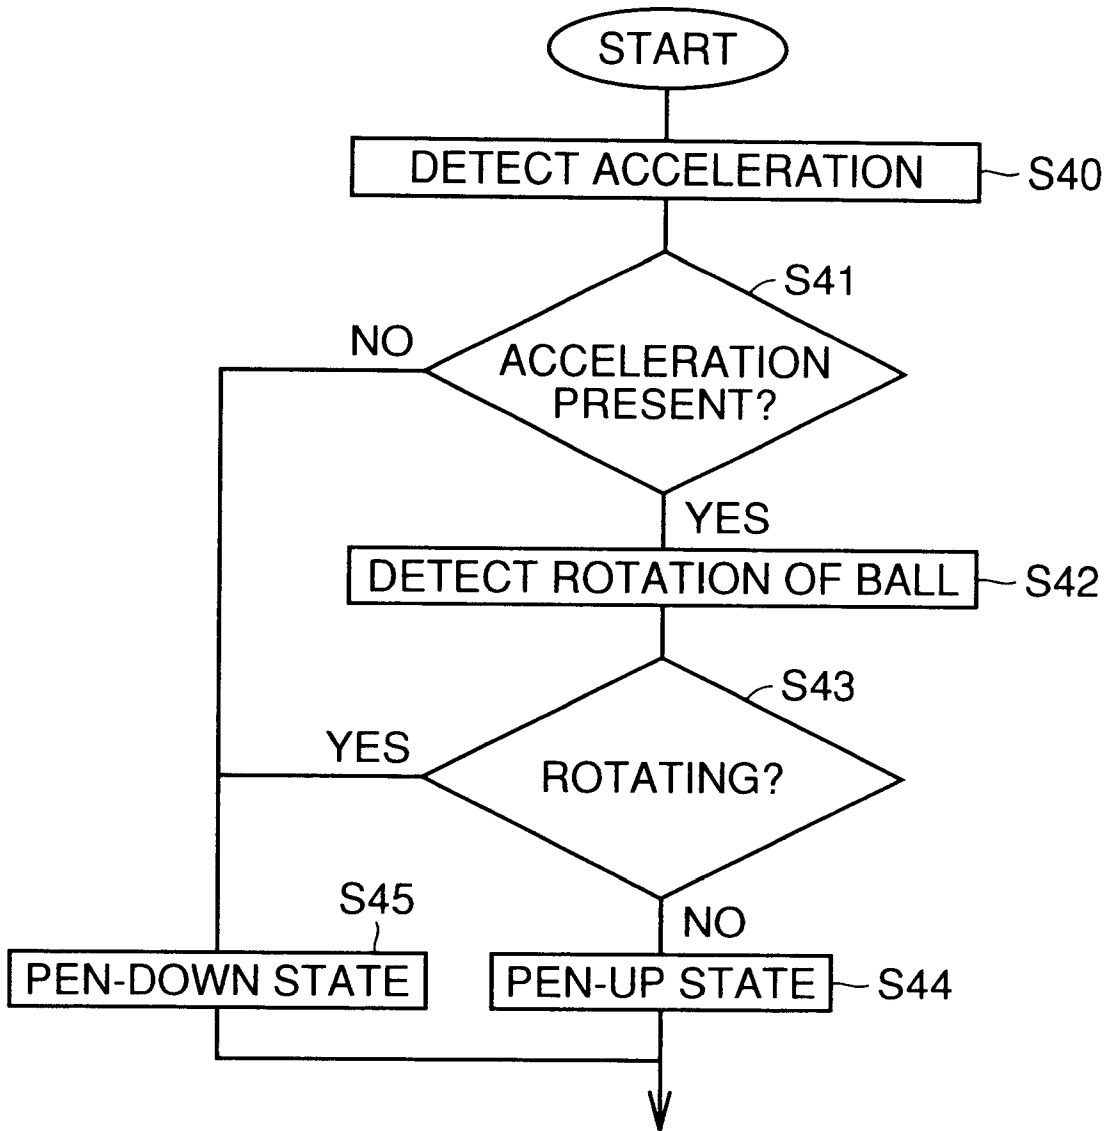 START
DETECT ACCELERATION
S40
S41
NO
ACCELERATION
PRESENT?
YES
DETECT ROTATION OF BALL
S42
S43
YES
ROTATING?
S45
NO
PEN-DOWN STATE
PEN-UP STATE
S44